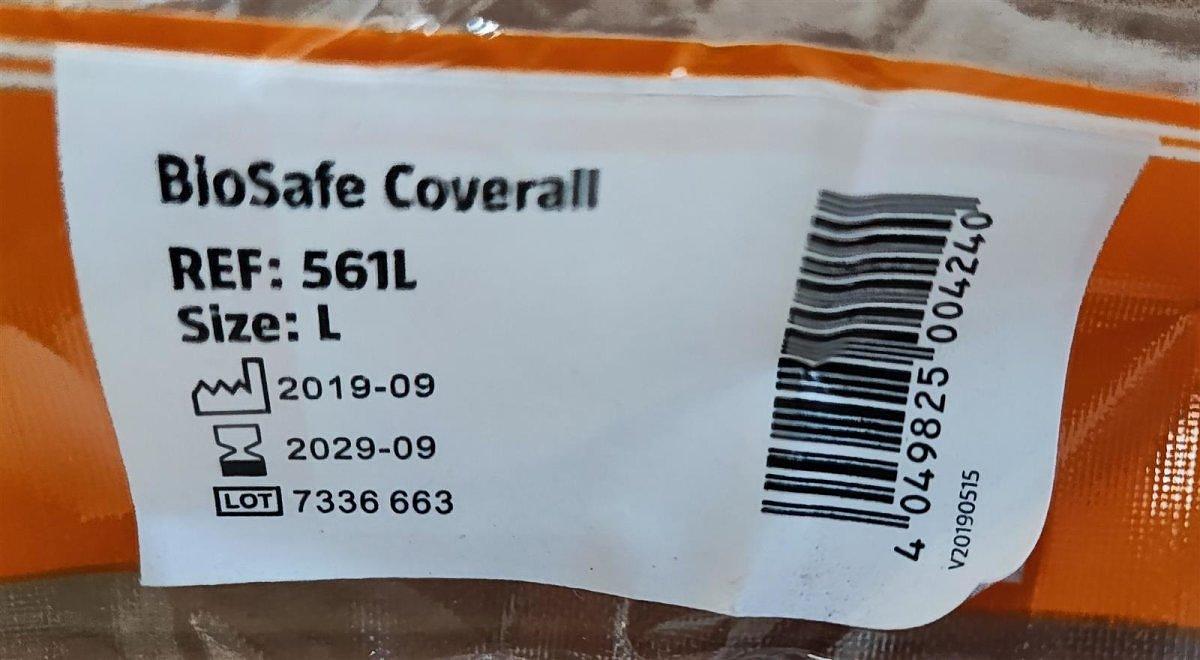 BioSafe Coverall
REF: 561L
Size: L
2019-09
2029-09
LOT 7336 663
4 049825 004240
V20190515